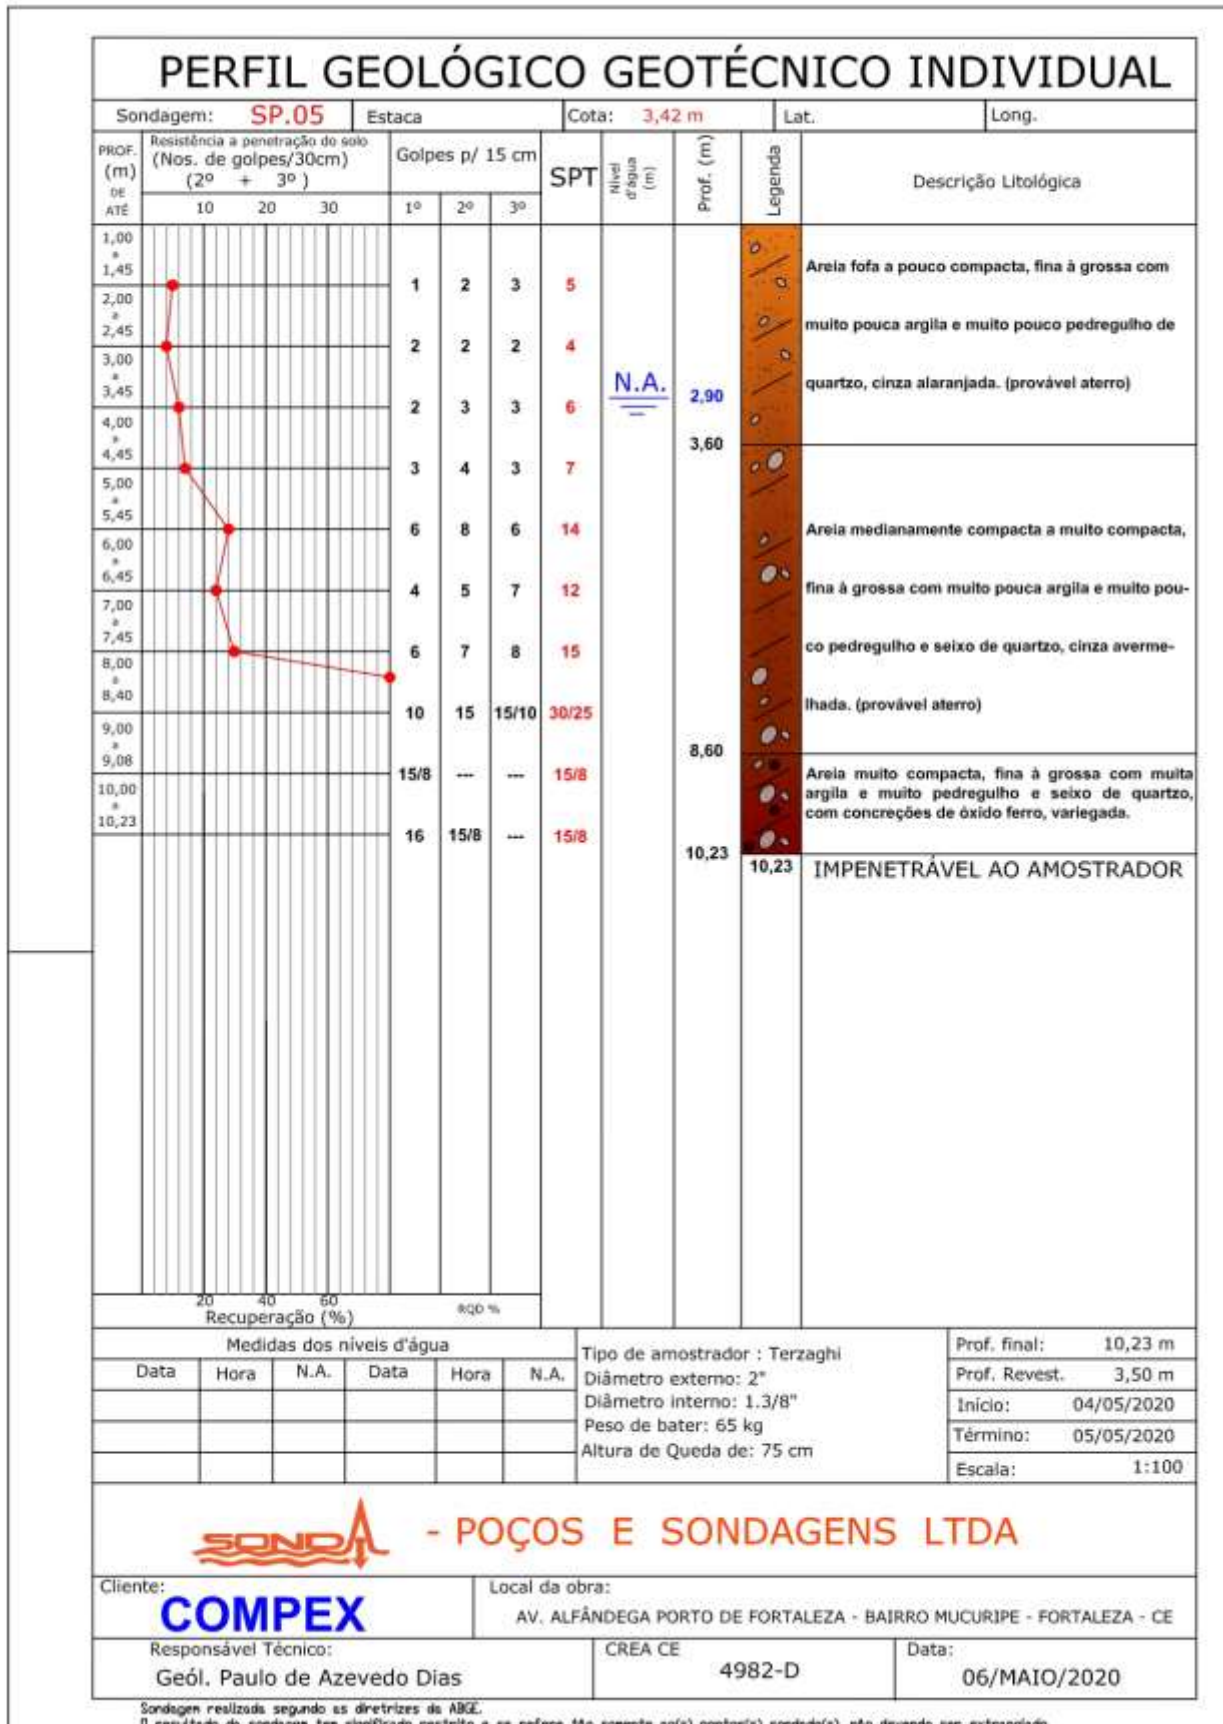 PERFIL GEOLÓGICO GEOTÉCNICO INDIVIDUAL
Sondagem: SP.05 Estaca Cota: 3,42 m Lat. Long.
PROF. (m) DE ATÉ
Resistência a penetração do solo
(Nos. de golpes/30cm)
(2º + 3º)
10 20 30
Golpes p/ 15 cm
1º 2º 3º
SPT
Nível d'água (m)
Prof. (m)
Legenda
Descrição Litológica
1,00 a 1,45
1 2 3 5
2,00 a 2,45
2 2 2 4
3,00 a 3,45
2 3 3 6
4,00 a 4,45
3 4 3 7
5,00 a 5,45
6 8 6 14
6,00 a 6,45
4 5 7 12
7,00 a 7,45
6 7 8 15
8,00 a 8,40
10 15 15/10 30/25
9,00 a 9,08
15/8 --- --- 15/8
10,00 a 10,23
16 15/8 --- 15/8
N.A. 2,90
3,60
8,60
10,23
10,23
Areia fofa a pouco compacta, fina à grossa com
muito pouca argila e muito pouco pedregulho de
quartzo, cinza alaranjada. (provável aterro)
Areia medianamente compacta a muito compacta,
fina à grossa com muito pouca argila e muito pou-
co pedregulho e seixo de quartzo, cinza averme-
lhada. (provável aterro)
Areia muito compacta, fina à grossa com muita
argila e muito pedregulho e seixo de quartzo,
com concreções de óxido ferro, variegada.
IMPENETRÁVEL AO AMOSTRADOR
20 40 60
Recuperação (%)
RQD %
Medidas dos níveis d'água
Data Hora N.A. Data Hora N.A.
Tipo de amostrador : Terzaghi
Diâmetro externo: 2"
Diâmetro interno: 1.3/8"
Peso de bater: 65 kg
Altura de Queda de: 75 cm
Prof. final: 10,23 m
Prof. Revest. 3,50 m
Início: 04/05/2020
Término: 05/05/2020
Escala: 1:100
SONDA - POÇOS E SONDAGENS LTDA
Cliente:
COMPEX
Local da obra:
AV. ALFÂNDEGA PORTO DE FORTALEZA - BAIRRO MUCURIPE - FORTALEZA - CE
Responsável Técnico:
Geól. Paulo de Azevedo Dias
CREA CE
4982-D
Data:
06/MAIO/2020
Sondagem realizada segundo as diretrizes da ABGE.